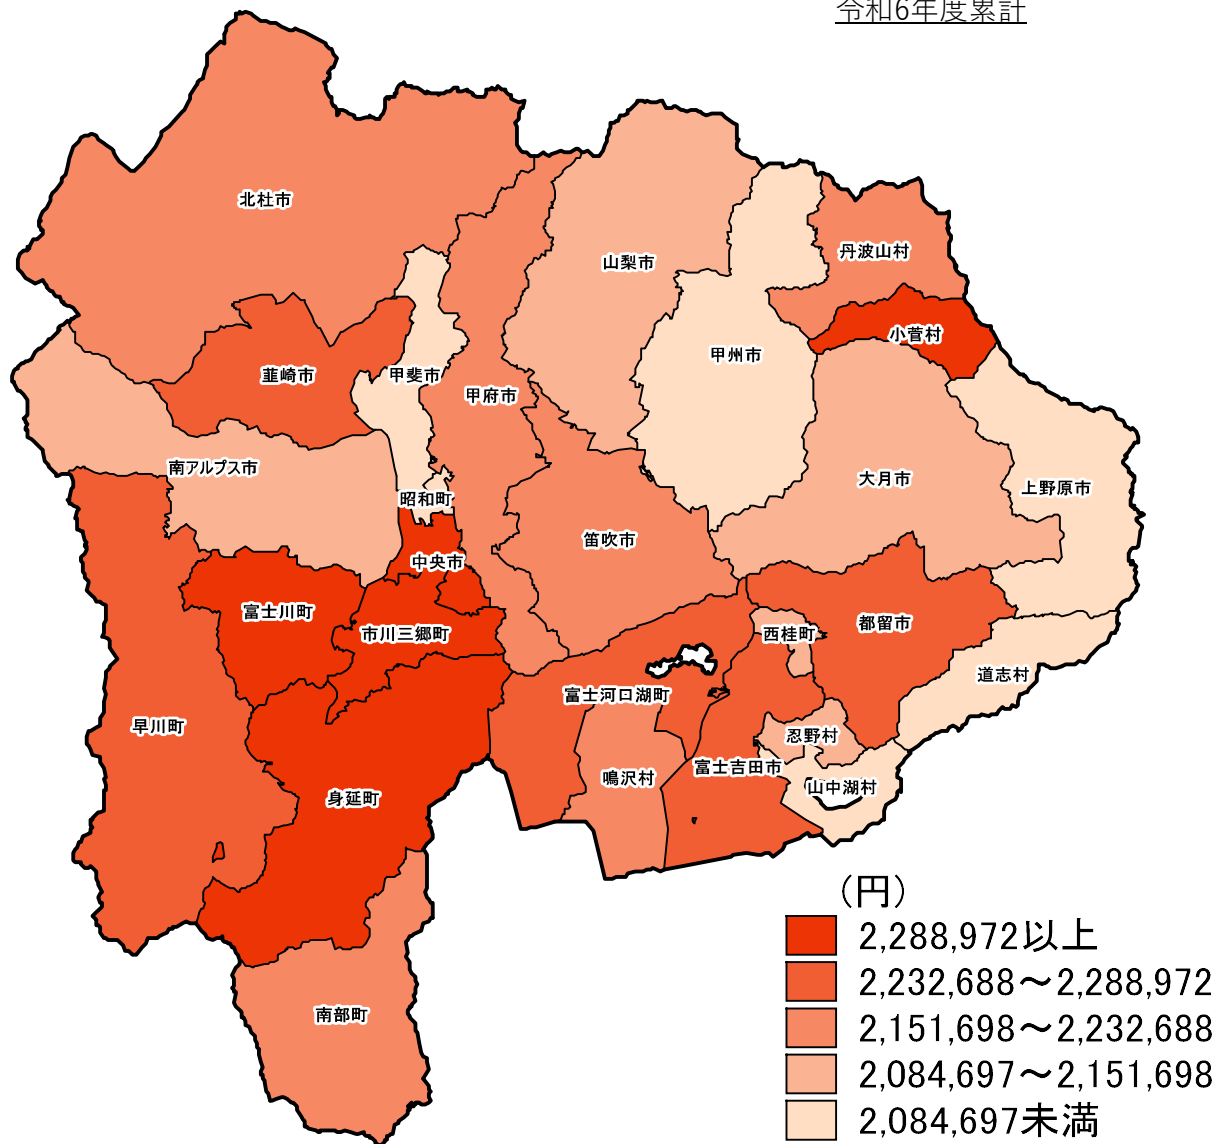 令和6年度累計
北杜市
丹波山村
山梨市
小菅村
甲州市
韮崎市
甲斐市
甲府市
南アルプス市
大月市
上野原市
昭和町
笛吹市
中央市
富士川町
市川三郷町
西桂町
都留市
道志村
富士河口湖町
早川町
忍野村
富士吉田市
鳴沢村
山中湖村
身延町
南部町
(円)
2,288,972以上
2,232,688～2,288,972
2,151,698～2,232,688
2,084,697～2,151,698
2,084,697未満